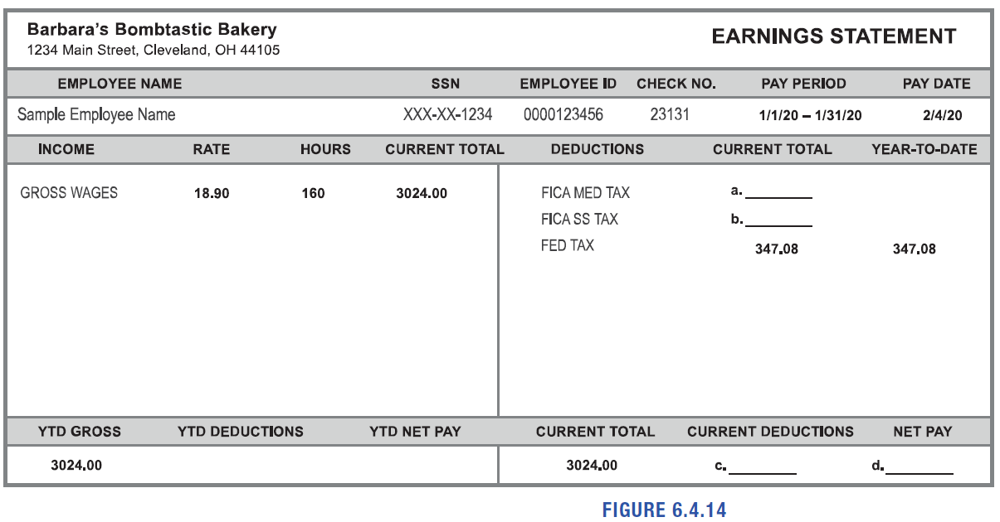 Barbara's Bombtastic Bakery
1234 Main Street, Cleveland, OH 44105
EARNINGS STATEMENT
EMPLOYEE NAME SSN EMPLOYEE ID CHECK NO. PAY PERIOD PAY DATE
Sample Employee Name XXX-XX-1234 0000123456 23131 1/1/20 – 1/31/20 2/4/20
INCOME RATE HOURS CURRENT TOTAL DEDUCTIONS CURRENT TOTAL YEAR-TO-DATE
GROSS WAGES 18.90 160 3024.00 FICA MED TAX a. ________
FICA SS TAX b. ________
FED TAX 347.08 347.08
YTD GROSS YTD DEDUCTIONS YTD NET PAY CURRENT TOTAL CURRENT DEDUCTIONS NET PAY
3024.00 3024.00 c. ________ d. ________
FIGURE 6.4.14